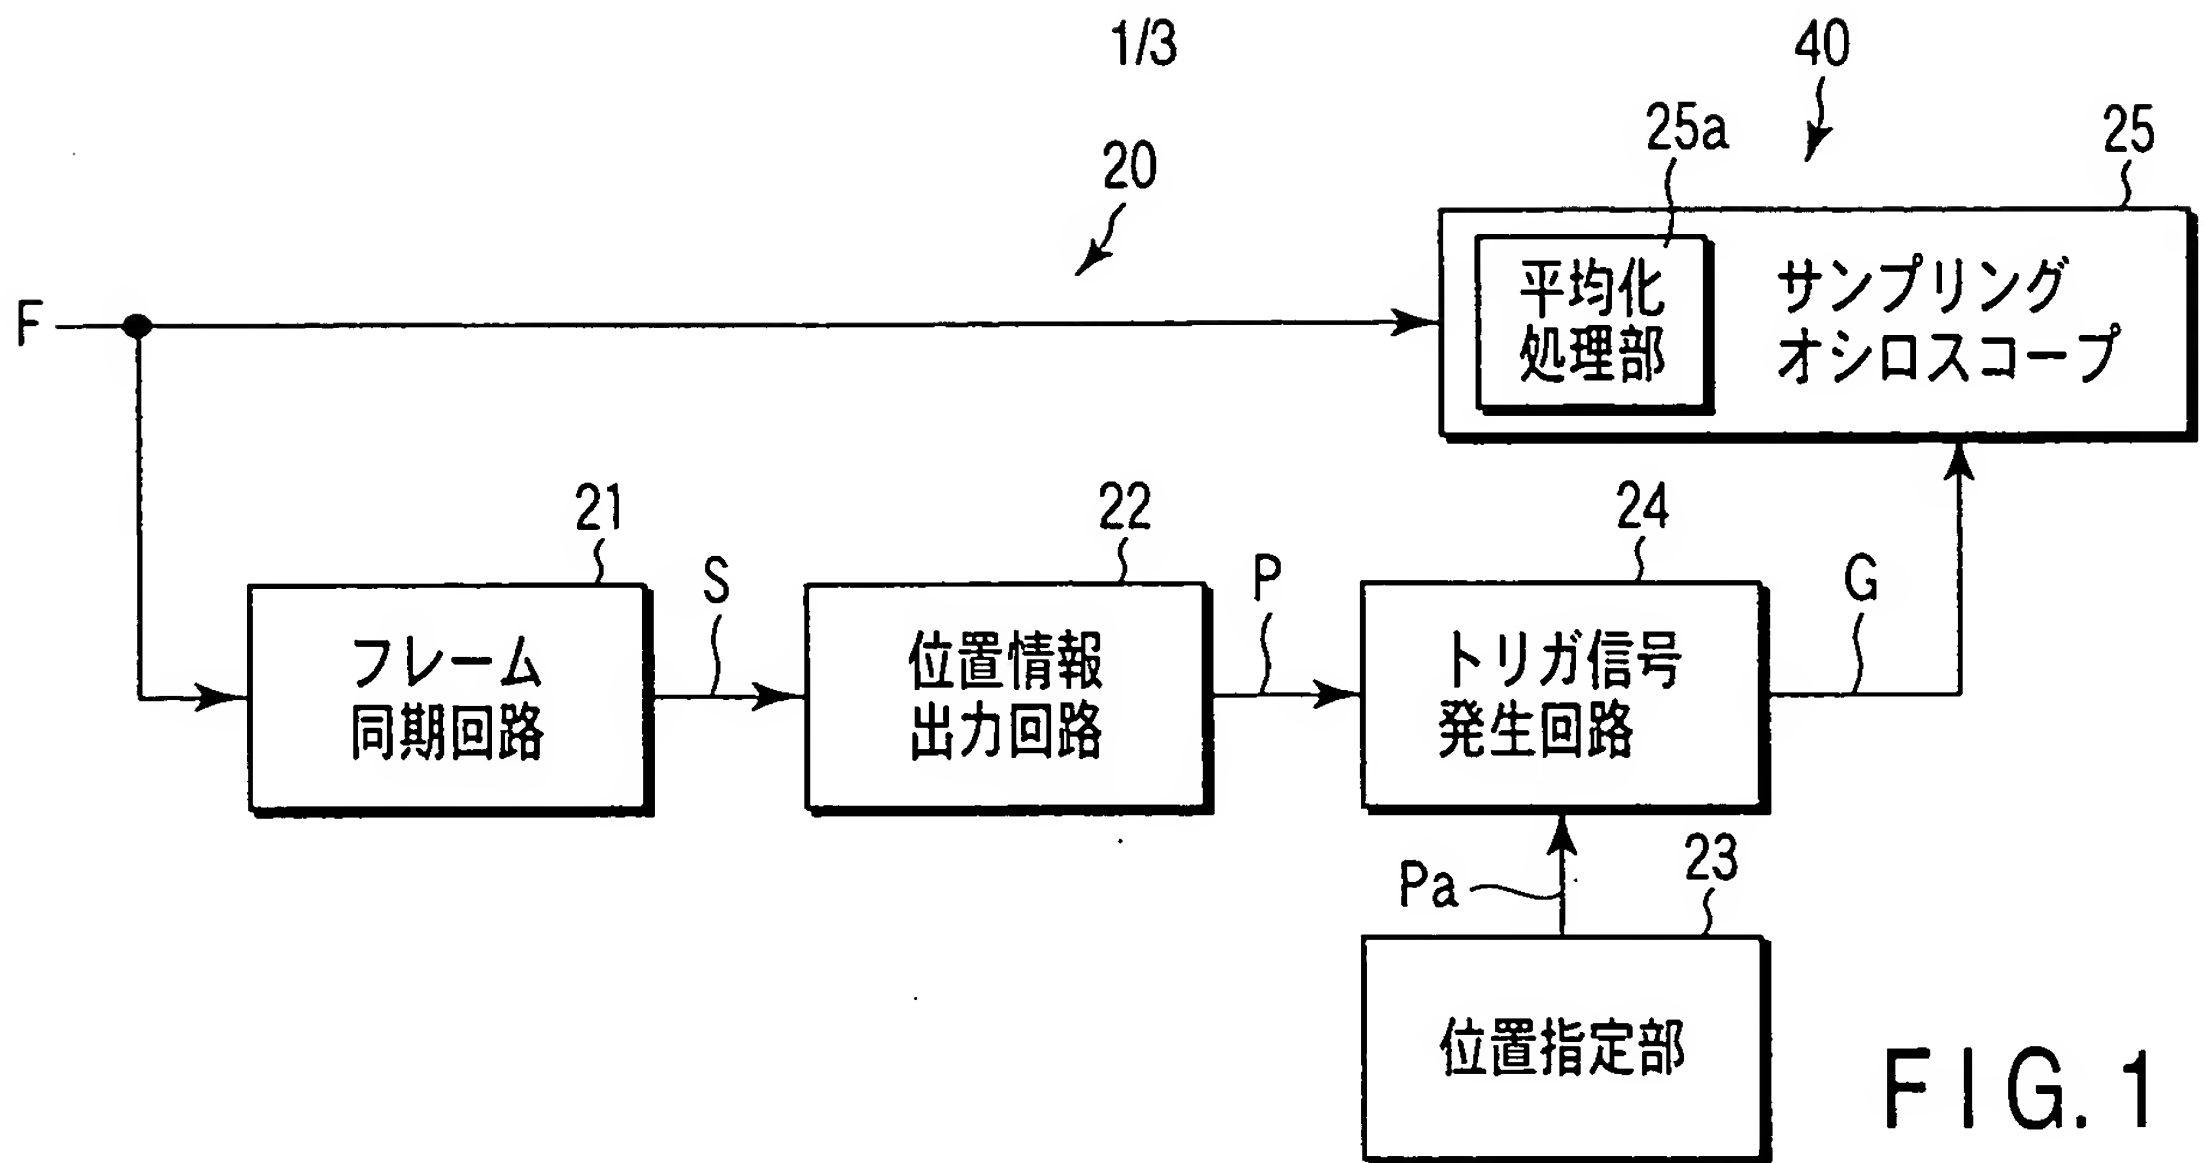 1/3
40
20
25a
25
F
平均化
処理部
サンプリング
オシロスコープ
21
22
24
S
P
G
フレーム
同期回路
位置情報
出力回路
トリガ信号
発生回路
Pa
23
位置指定部
FIG. 1